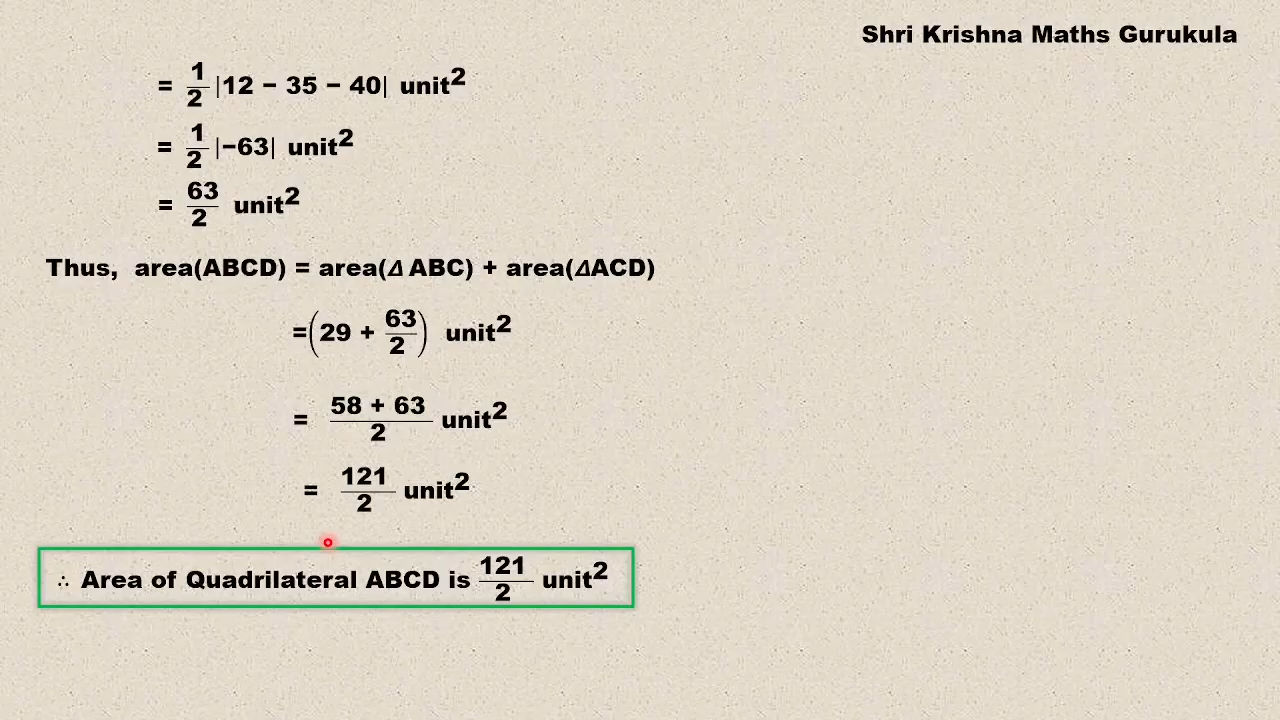 Shri Krishna Maths Gurukula
= 1/2 |12 − 35 − 40| unit²
= 1/2 |−63| unit²
= 63/2 unit²
Thus, area(ABCD) = area(Δ ABC) + area(ΔACD)
=(29 + 63/2) unit²
= (58 + 63)/2 unit²
= 121/2 unit²
∴ Area of Quadrilateral ABCD is 121/2 unit²